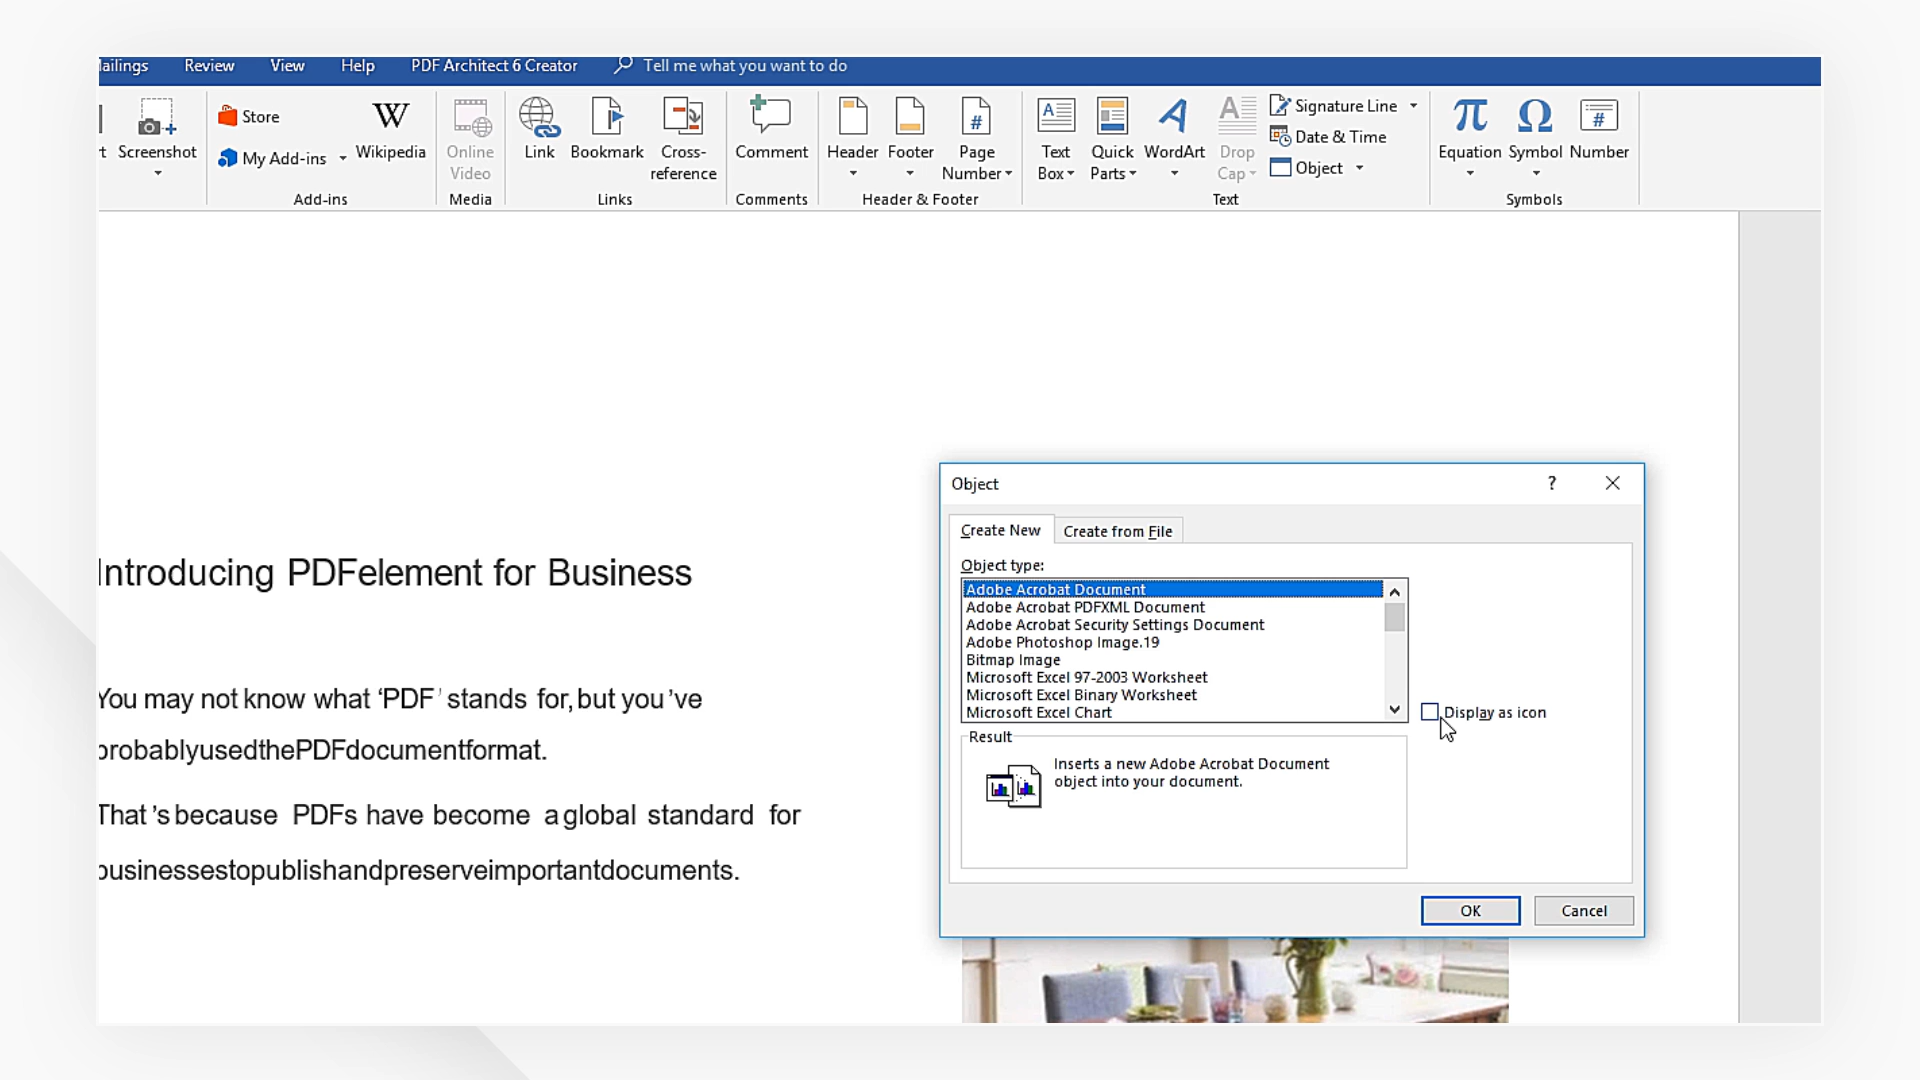 ailings Review View Help PDF Architect 6 Creator Tell me what you want to do
Screenshot
Store
My Add-ins
Wikipedia
Add-ins
Online Video
Media
Link
Bookmark
Cross-reference
Links
Comment
Comments
Header
Footer
Page Number
Header & Footer
Text Box
Quick Parts
WordArt
Drop Cap
Signature Line
Date & Time
Object
Text
Equation
Symbol
Number
Symbols
Introducing PDFelement for Business
You may not know what ‘PDF’ stands for, but you’ve
probablyusedthePDFdocumentformat.
That’s because PDFs have become a global standard for
businessestopublishandpreserveimportantdocuments.
Object ?
Create New Create from File
Object type:
Adobe Acrobat Document
Adobe Acrobat PDFXML Document
Adobe Acrobat Security Settings Document
Adobe Photoshop Image.19
Bitmap Image
Microsoft Excel 97-2003 Worksheet
Microsoft Excel Binary Worksheet
Microsoft Excel Chart
Display as icon
Result
Inserts a new Adobe Acrobat Document
object into your document.
OK Cancel